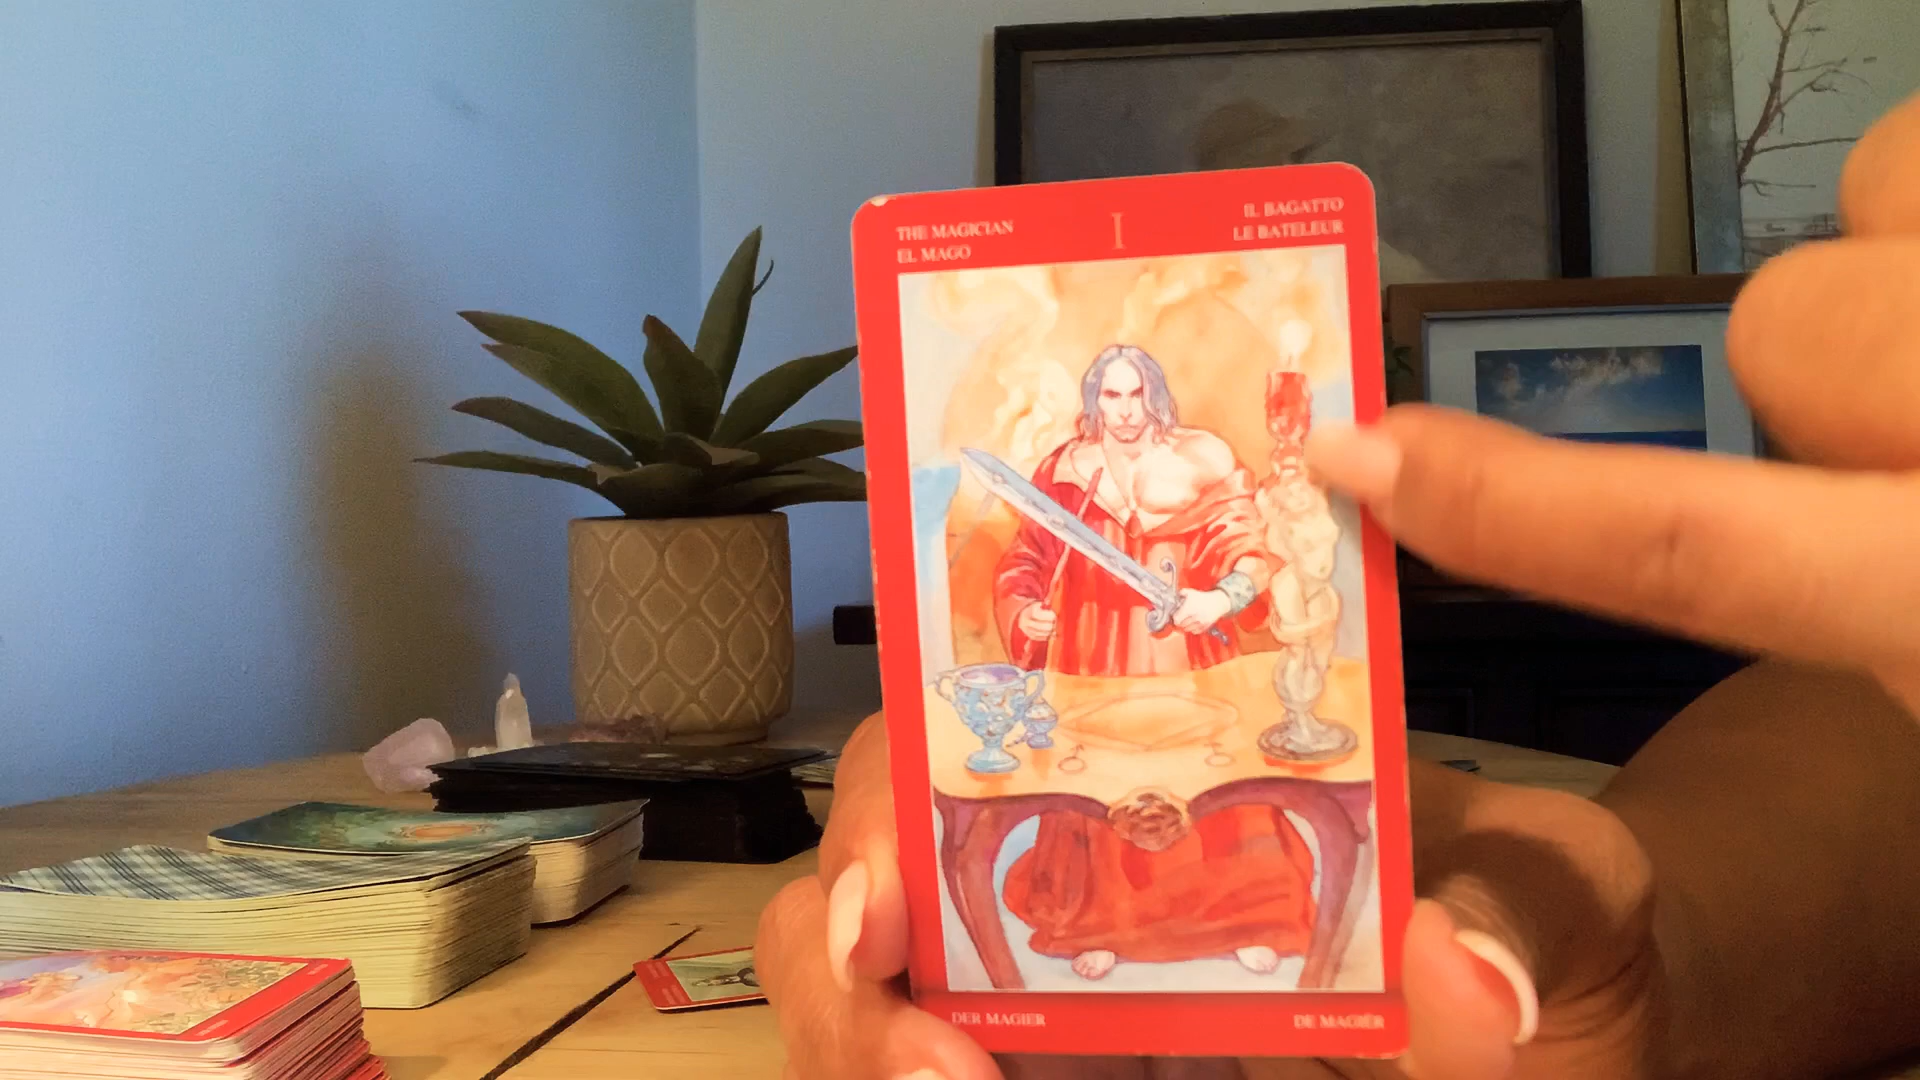 THE MAGICIAN
EL MAGO
I
IL BAGATTO
LE BATELEUR
DER MAGIER
DE MAGIËR